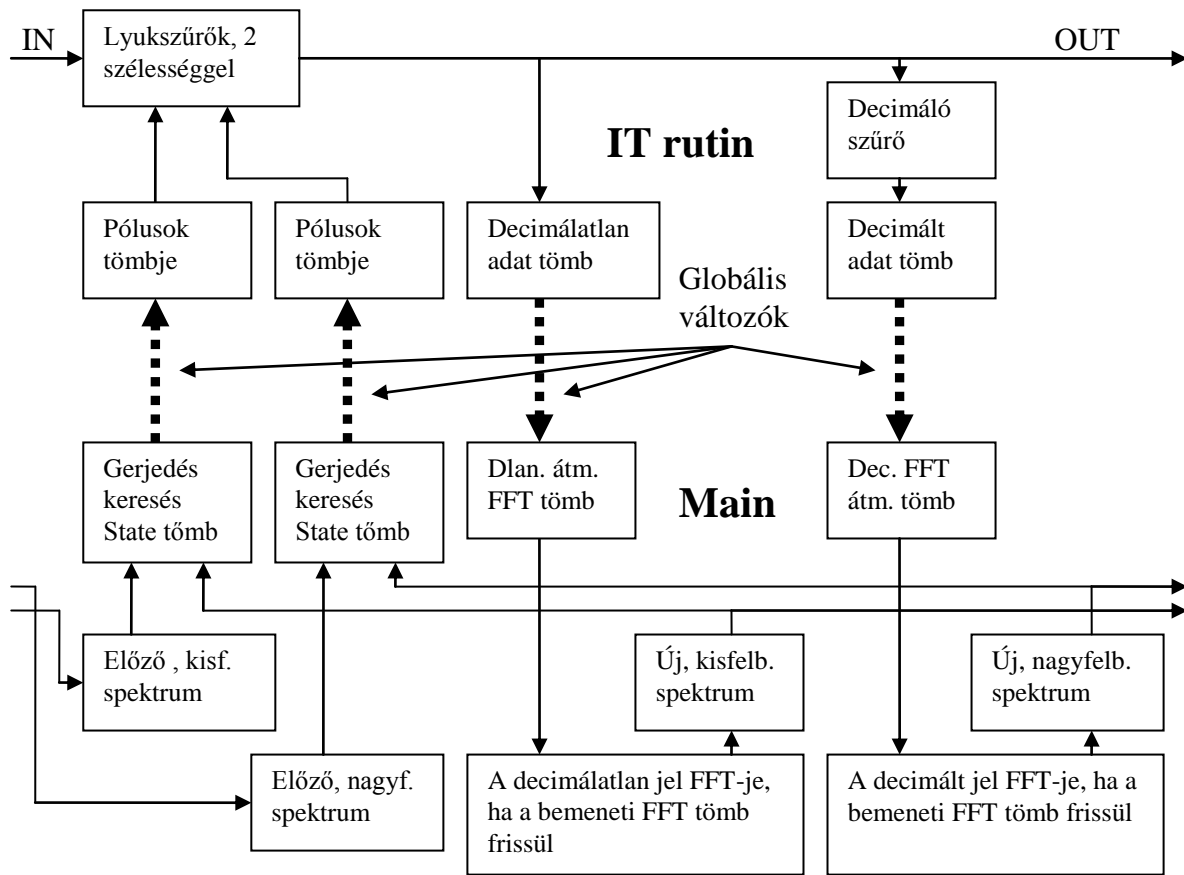 IN
Lyukszűrők, 2
szélességgel
OUT
Decimáló
szűrő
IT rutin
Pólusok
tömbje
Pólusok
tömbje
Decimálatlan
adat tömb
Decimált
adat tömb
Globális
változók
Gerjedés
keresés
State tőmb
Gerjedés
keresés
State tőmb
Dlan. átm.
FFT tömb
Main
Dec. FFT
átm. tömb
Előző , kisf.
spektrum
Új, kisfelb.
spektrum
Új, nagyfelb.
spektrum
Előző, nagyf.
spektrum
A decimálatlan jel FFT-je,
ha a bemeneti FFT tömb
frissül
A decimált jel FFT-je, ha a
bemeneti FFT tömb frissül